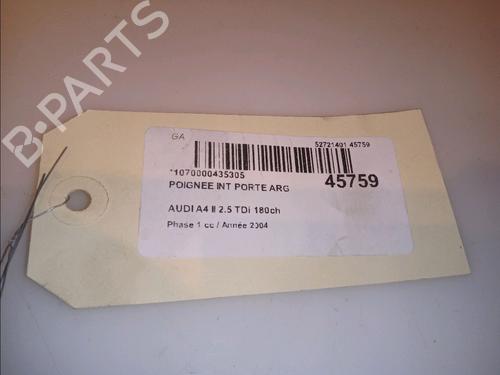 B-PARTS
GA
52721401 45759
*1070000435305
POIGNEE INT PORTE ARG
45759
AUDI A4 II 2.5 TDi 180ch
Phase 1 cc / Année 2004